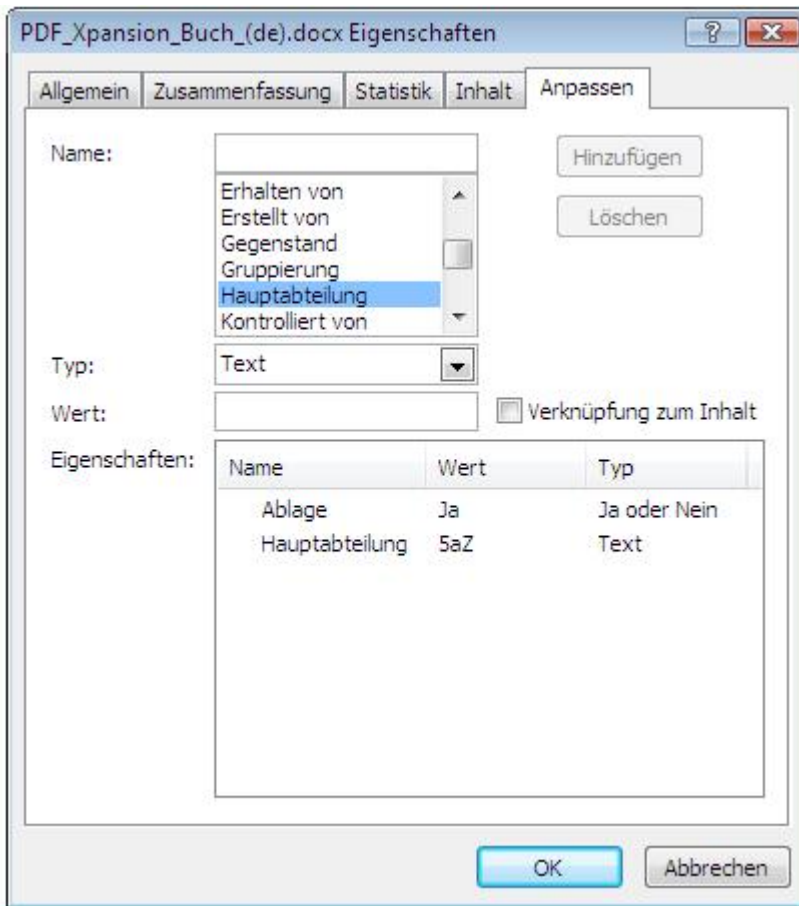 PDF_Xpansion_Buch_(de).docx Eigenschaften
Allgemein Zusammenfassung Statistik Inhalt Anpassen
Name: Hinzufügen
Löschen
Erhalten von
Erstellt von
Gegenstand
Gruppierung
Hauptabteilung
Kontrolliert von
Typ: Text
Wert: Verknüpfung zum Inhalt
Eigenschaften: Name Wert Typ
Ablage Ja Ja oder Nein
Hauptabteilung 5aZ Text
OK Abbrechen